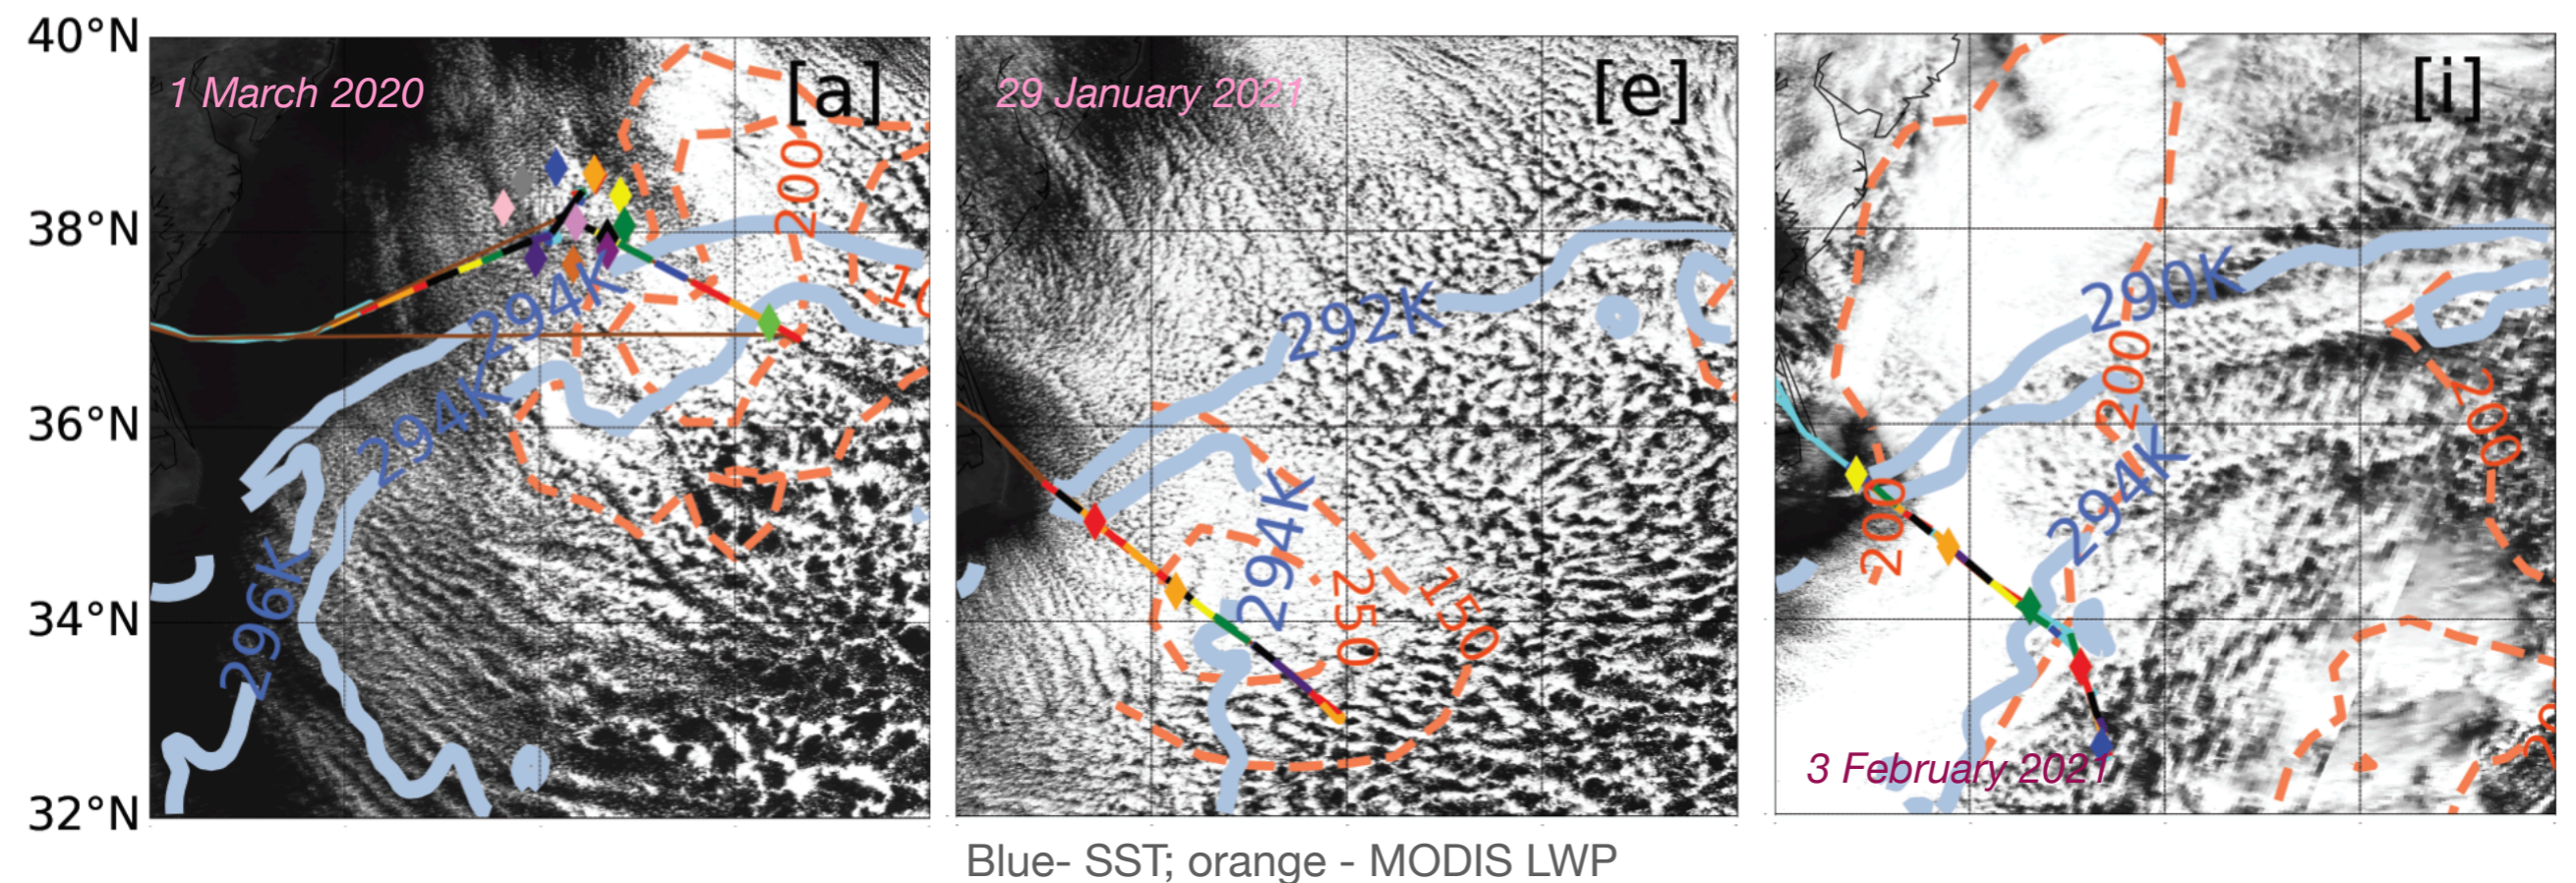 40°N
38°N
36°N
34°N
32°N
1 March 2020
[a]
200
10
294K
294K
296K
29 January 2021
[e]
292K
294K
250
150
[i]
290K
200
200
294K
200
3 February 2021
Blue- SST; orange - MODIS LWP